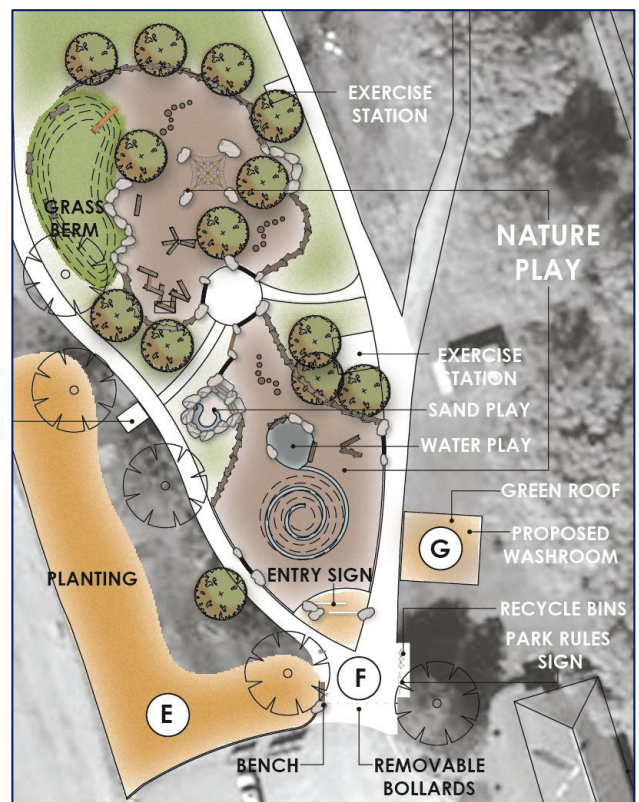 EXERCISE
STATION
GRASS
BERM
NATURE
PLAY
EXERCISE
STATION
SAND PLAY
WATER PLAY
GREEN ROOF
G
PROPOSED
WASHROOM
PLANTING
ENTRY SIGN
RECYCLE BINS
PARK RULES
SIGN
F
E
BENCH
REMOVABLE
BOLLARDS